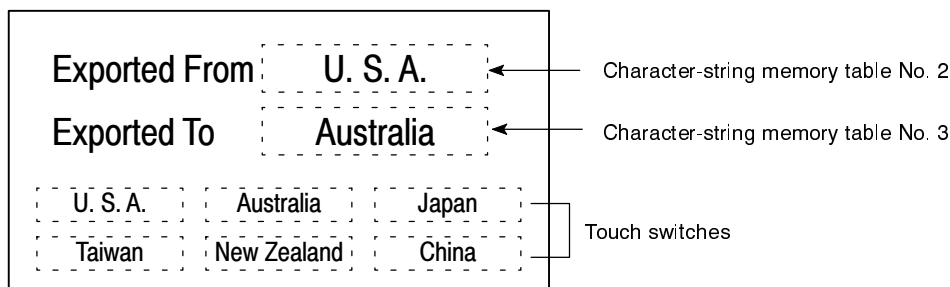 Exported From U. S. A. Character-string memory table No. 2
Exported To Australia Character-string memory table No. 3
U. S. A. Australia Japan
Touch switches
Taiwan New Zealand China